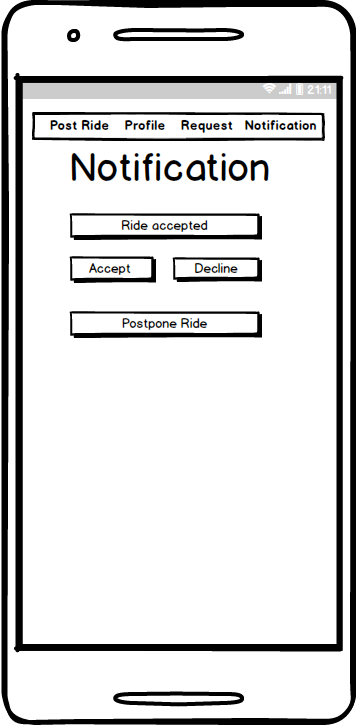 21:11
Post Ride Profile Request Notification
Notification
Ride accepted
Accept Decline
Postpone Ride